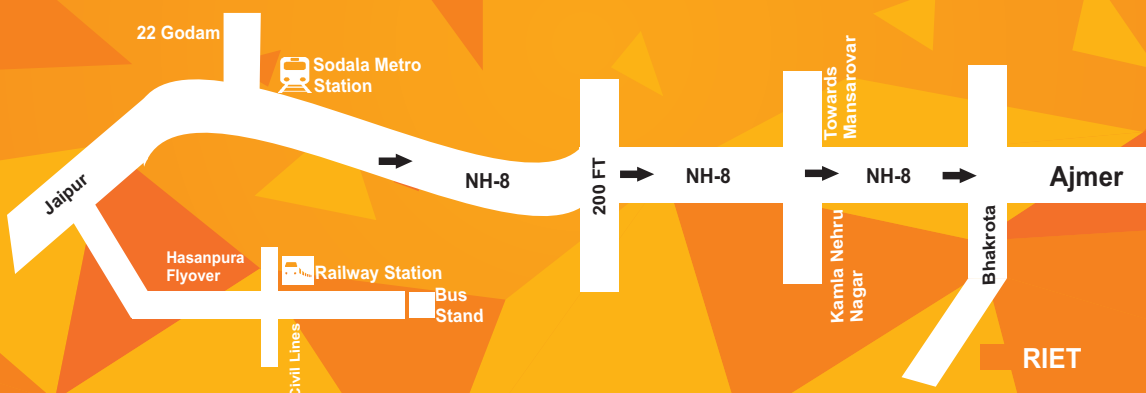 22 Godam
Sodala Metro
Station
Towards
Mansarovar
Jaipur
NH-8
200 FT
NH-8
NH-8
Ajmer
Hasanpura
Flyover
Railway Station
Bus
Stand
Civil Lines
Kamla Nehru
Nagar
Bhakrota
RIET